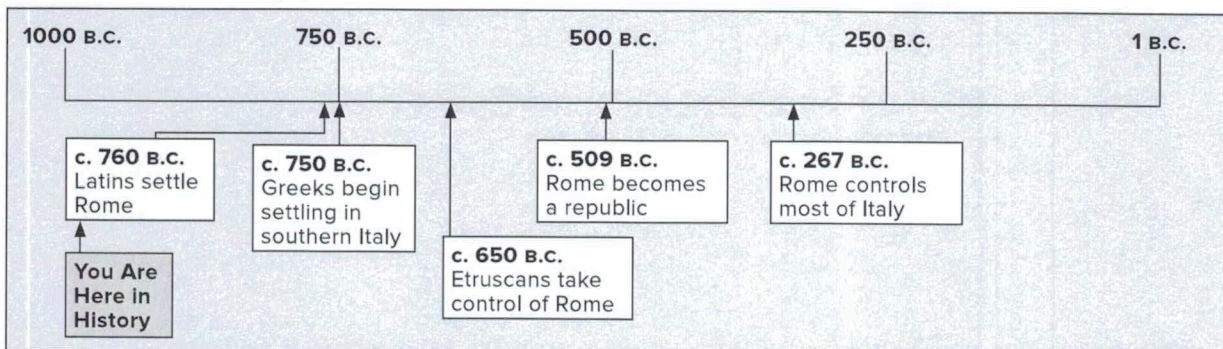 1000 B.C.
750 B.C.
500 B.C.
250 B.C.
1 B.C.
c. 760 B.C.
Latins settle
Rome
c. 750 B.C.
Greeks begin
settling in
southern Italy
c. 650 B.C.
Etruscans take
control of Rome
c. 509 B.C.
Rome becomes
a republic
c. 267 B.C.
Rome controls
most of Italy
You Are
Here in
History